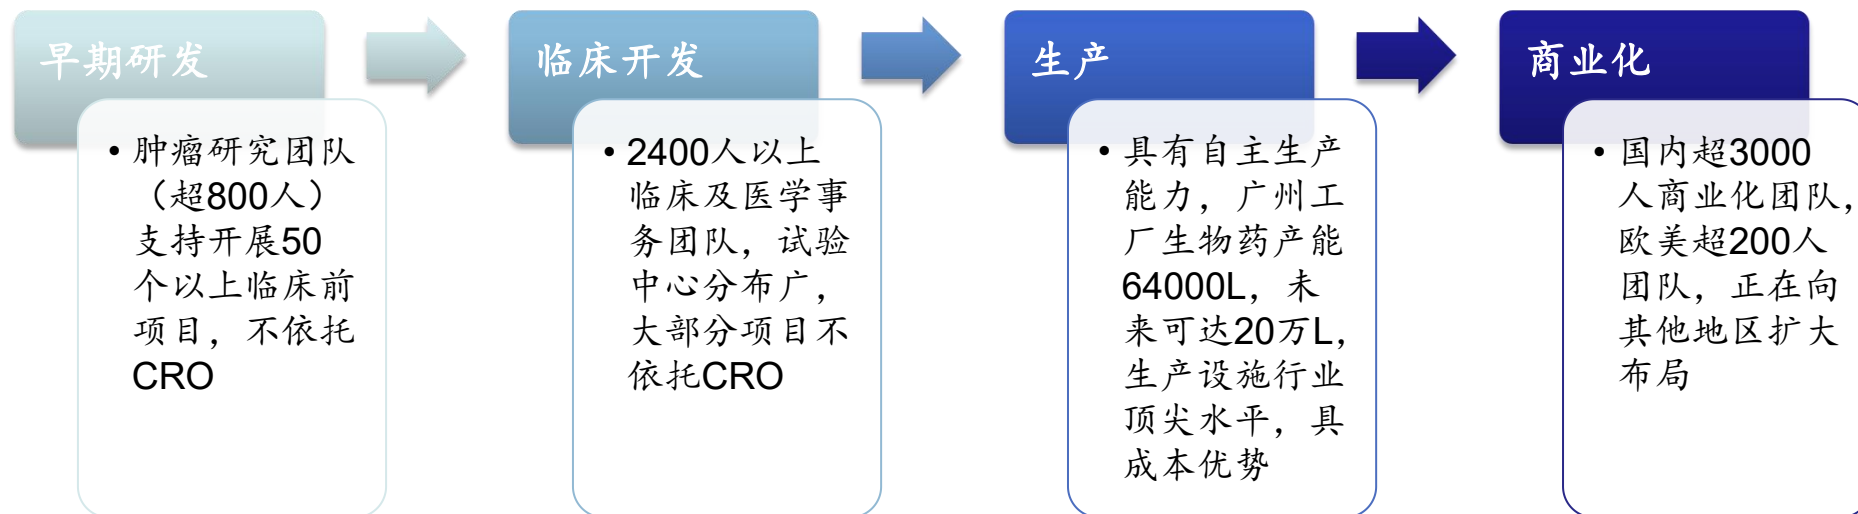 早期研发
• 肿瘤研究团队
（超800人）
支持开展50
个以上临床前
项目，不依托
CRO
临床开发
• 2400人以上
临床及医学事
务团队，试验
中心分布广，
大部分项目不
依托CRO
生产
• 具有自主生产
能力，广州工
厂生物药产能
64000L，未
来可达20万L，
生产设施行业
顶尖水平，具
成本优势
商业化
• 国内超3000
人商业化团队，
欧美超200人
团队，正在向
其他地区扩大
布局